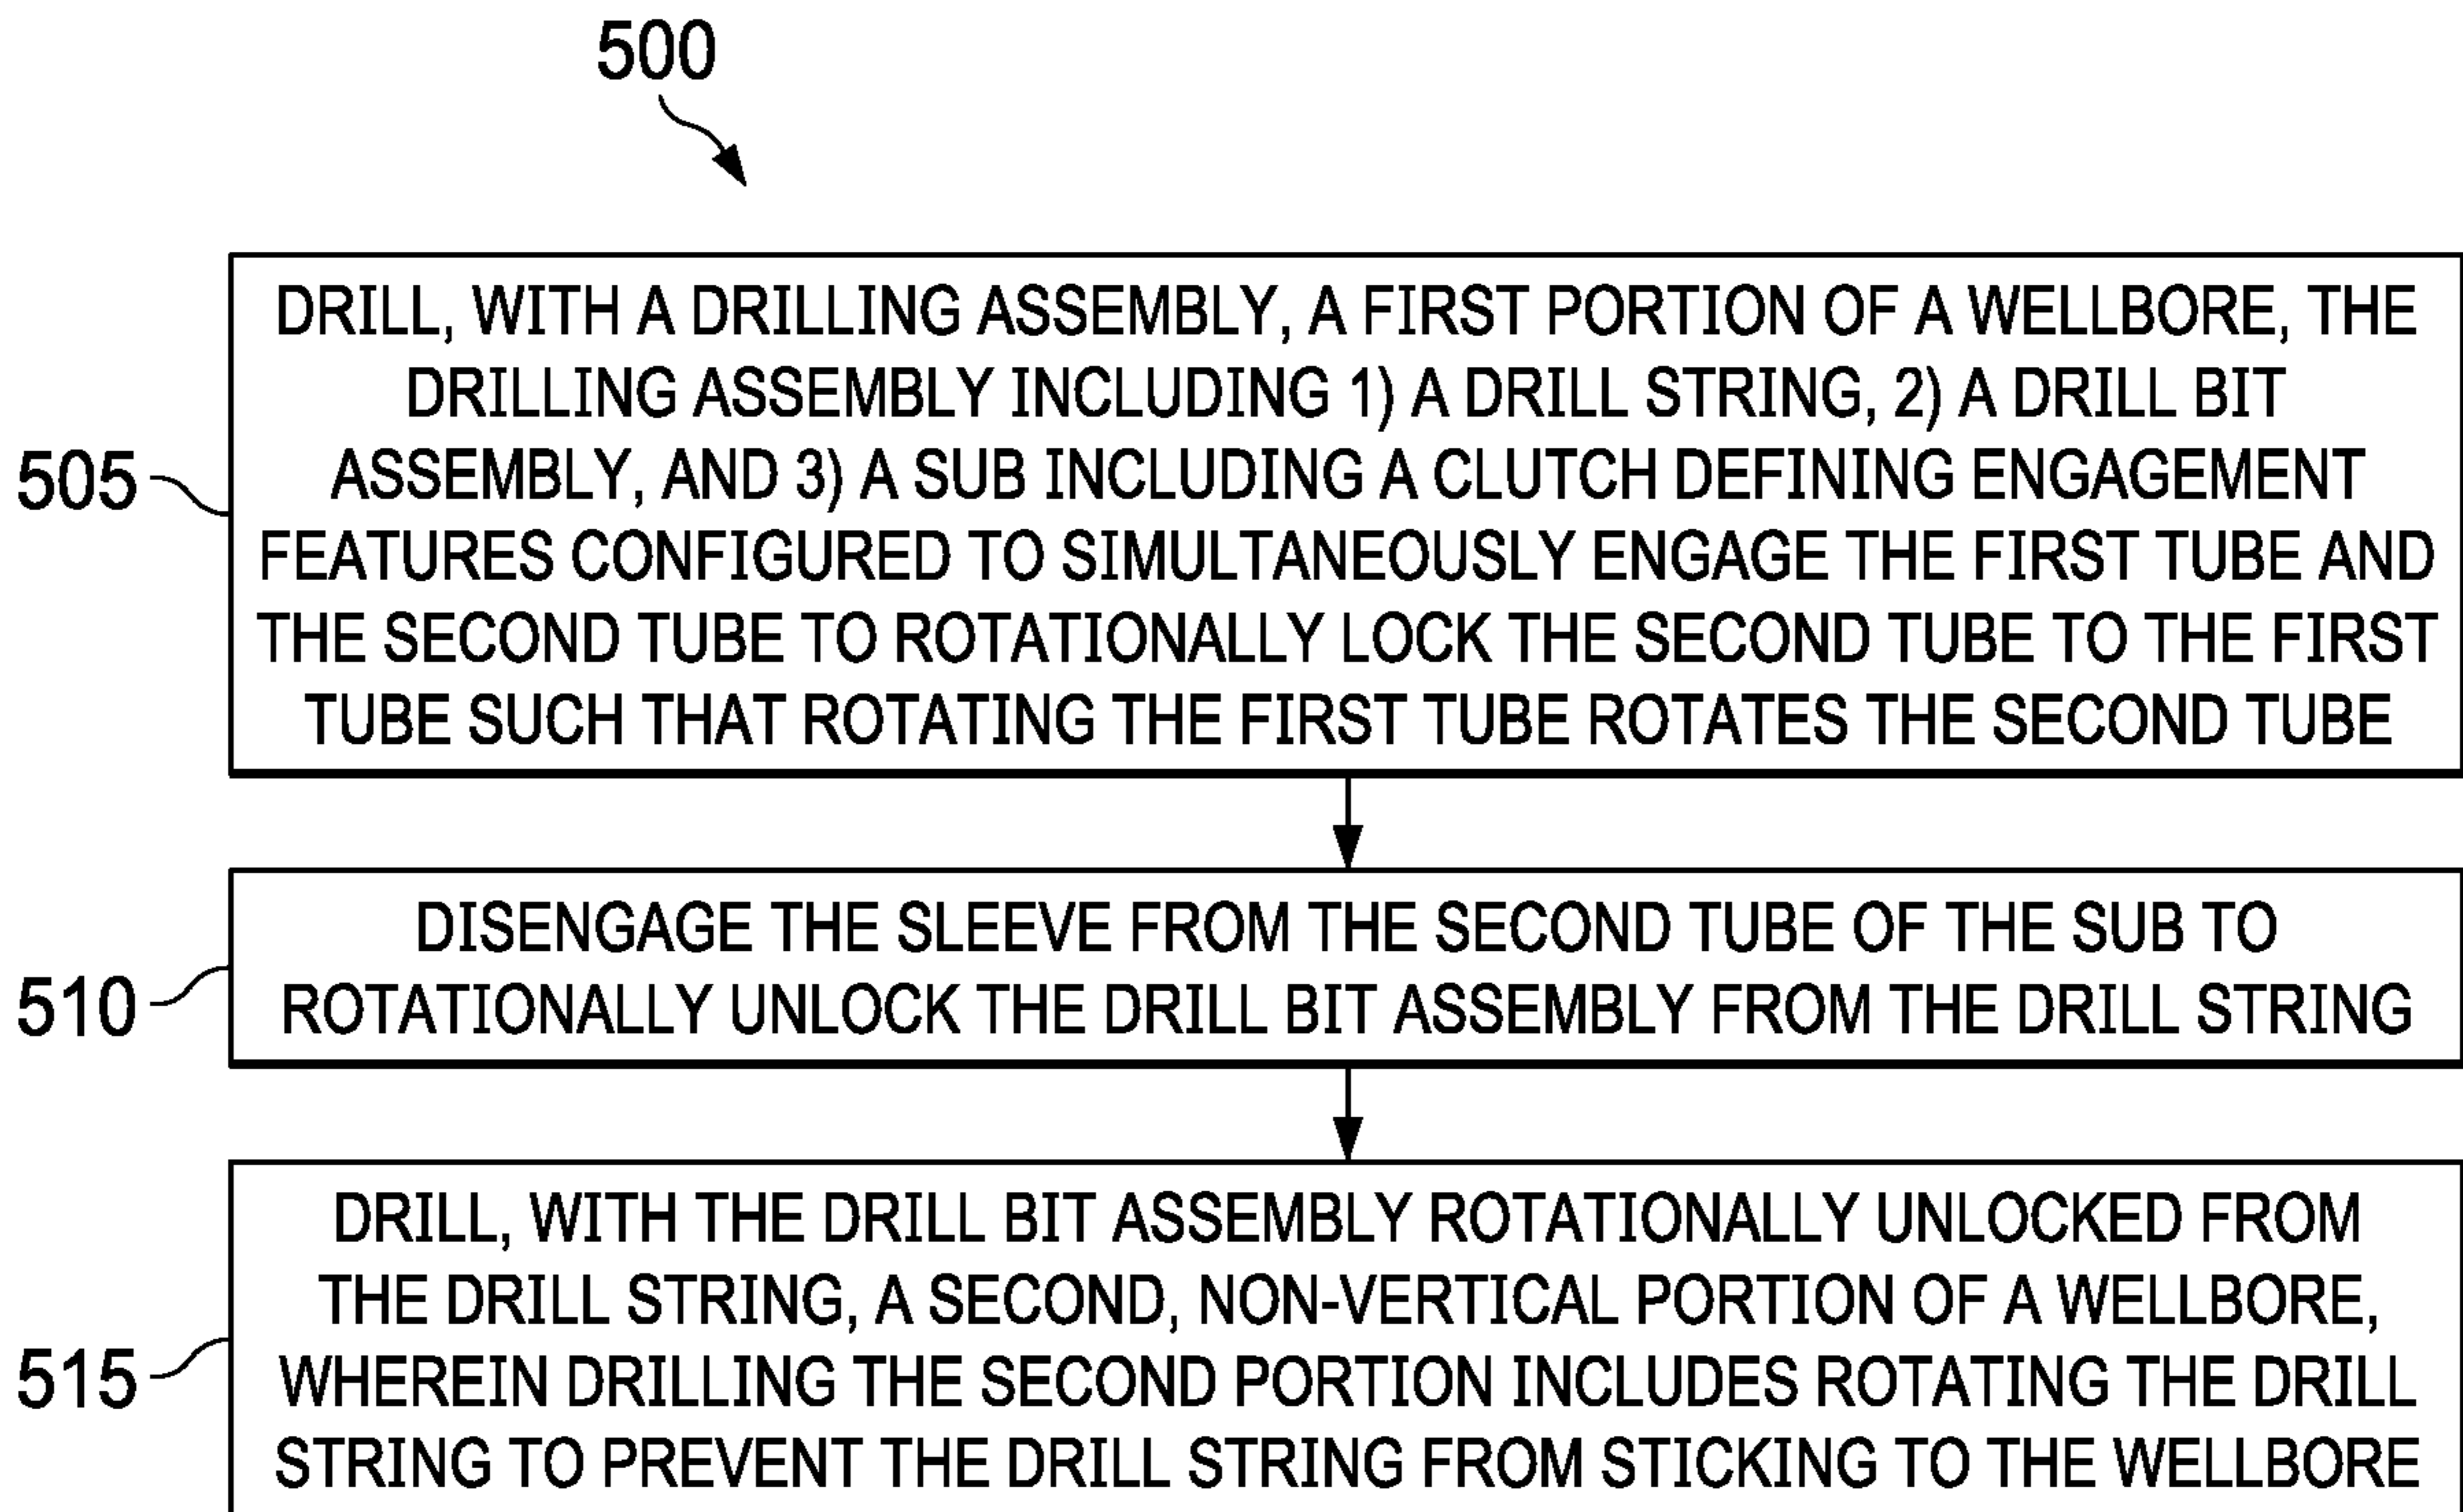 500
505
DRILL, WITH A DRILLING ASSEMBLY, A FIRST PORTION OF A WELLBORE, THE
DRILLING ASSEMBLY INCLUDING 1) A DRILL STRING, 2) A DRILL BIT
ASSEMBLY, AND 3) A SUB INCLUDING A CLUTCH DEFINING ENGAGEMENT
FEATURES CONFIGURED TO SIMULTANEOUSLY ENGAGE THE FIRST TUBE AND
THE SECOND TUBE TO ROTATIONALLY LOCK THE SECOND TUBE TO THE FIRST
TUBE SUCH THAT ROTATING THE FIRST TUBE ROTATES THE SECOND TUBE
510
DISENGAGE THE SLEEVE FROM THE SECOND TUBE OF THE SUB TO
ROTATIONALLY UNLOCK THE DRILL BIT ASSEMBLY FROM THE DRILL STRING
515
DRILL, WITH THE DRILL BIT ASSEMBLY ROTATIONALLY UNLOCKED FROM
THE DRILL STRING, A SECOND, NON-VERTICAL PORTION OF A WELLBORE,
WHEREIN DRILLING THE SECOND PORTION INCLUDES ROTATING THE DRILL
STRING TO PREVENT THE DRILL STRING FROM STICKING TO THE WELLBORE